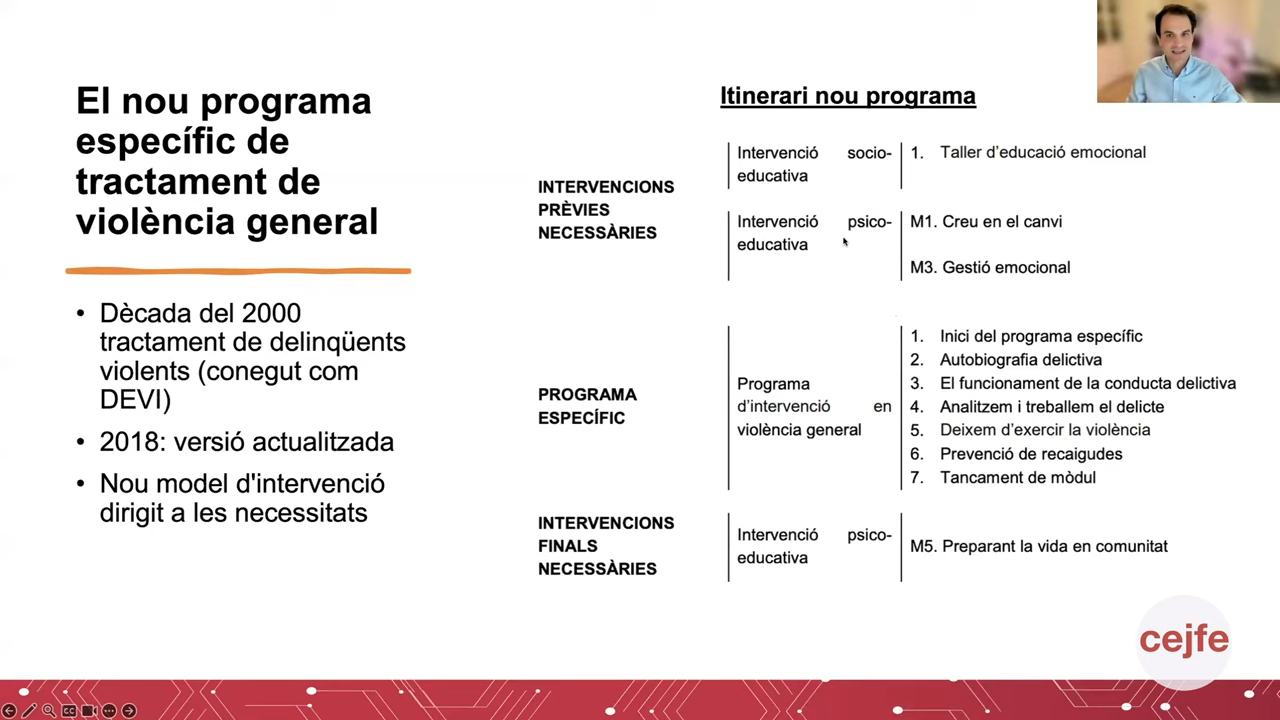 El nou programa
específic de
tractament de
violència general
• Dècada del 2000
tractament de delinqüents
violents (conegut com
DEVI)
• 2018: versió actualitzada
• Nou model d'intervenció
dirigit a les necessitats
Itinerari nou programa
INTERVENCIONS
PRÈVIES
NECESSÀRIES
Intervenció socio-
educativa
1. Taller d’educació emocional
Intervenció psico-
educativa
M1. Creu en el canvi
M3. Gestió emocional
PROGRAMA
ESPECÍFIC
Programa
d’intervenció en
violència general
1. Inici del programa específic
2. Autobiografia delictiva
3. El funcionament de la conducta delictiva
4. Analitzem i treballem el delicte
5. Deixem d’exercir la violència
6. Prevenció de recaigudes
7. Tancament de mòdul
INTERVENCIONS
FINALS
NECESSÀRIES
Intervenció psico-
educativa
M5. Preparant la vida en comunitat
cejfe